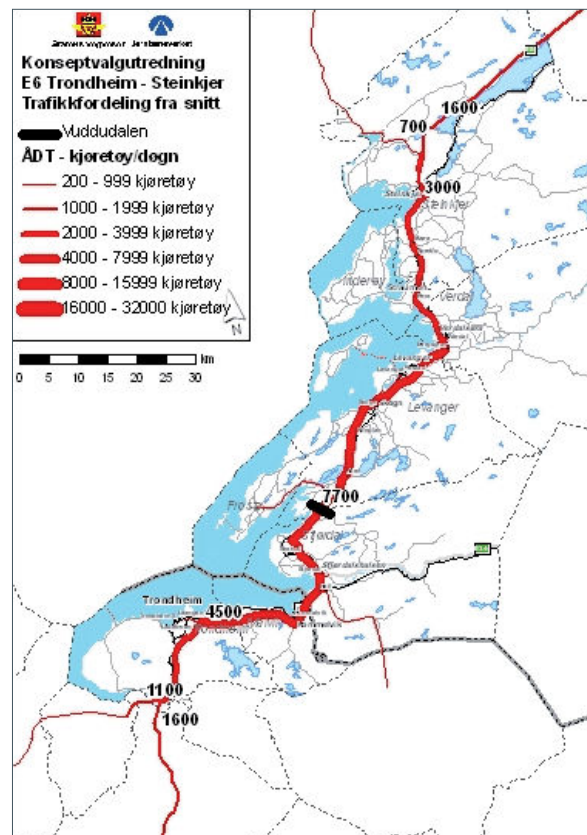 Statens vegvesen Jernbaneverket
Konseptvalgutredning
E6 Trondheim - Steinkjer
Trafikkfordeling fra snitt
Vuddudalen
ÅDT - kjøretøy/døgn
200 - 999 kjøretøy
1000 - 1999 kjøretøy
2000 - 3999 kjøretøy
4000 - 7999 kjøretøy
8000 - 15999 kjøretøy
16000 - 32000 kjøretøy
N
km
0 5 10 15 20 25 30
1600
700
3000
Steinkjer
Steinkjer
Inderøy
Verdal
Levanger
7700
Frosta
Stjørdal
Trondheim
4500
1100
1600